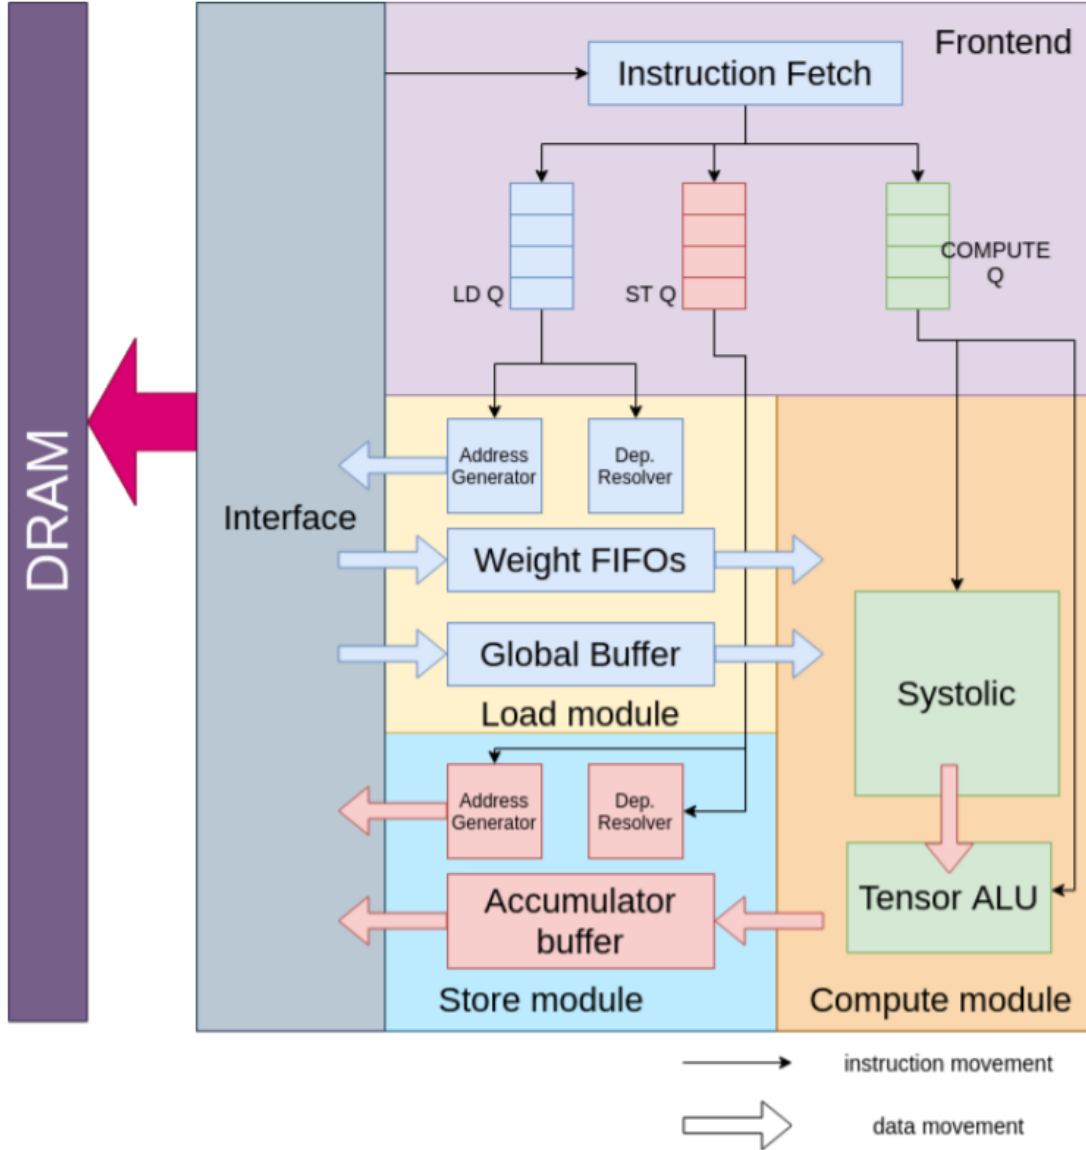 Frontend
Instruction Fetch
LD Q
ST Q
COMPUTE
Q
DRAM
Interface
Address
Generator
Dep.
Resolver
Weight FIFOs
Global Buffer
Load module
Systolic
Address
Generator
Dep.
Resolver
Accumulator
buffer
Tensor ALU
Store module
Compute module
instruction movement
data movement